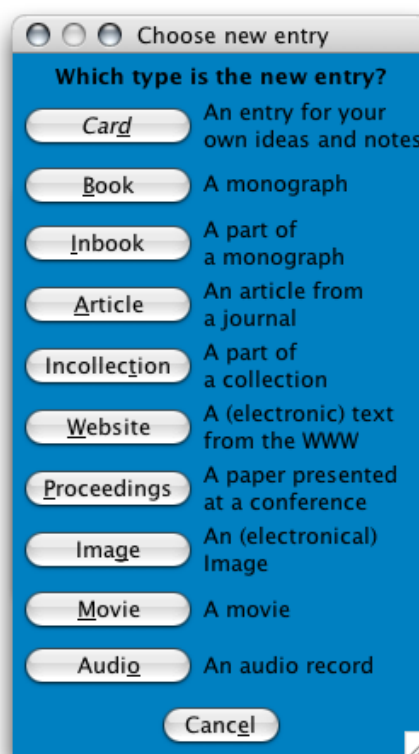 Choose new entry
Which type is the new entry?
Card
An entry for your
own ideas and notes
Book
A monograph
Inbook
A part of
a monograph
Article
An article from
a journal
Incollection
A part of
a collection
Website
A (electronic) text
from the WWW
Proceedings
A paper presented
at a conference
Image
An (electronical)
Image
Movie
A movie
Audio
An audio record
Cancel